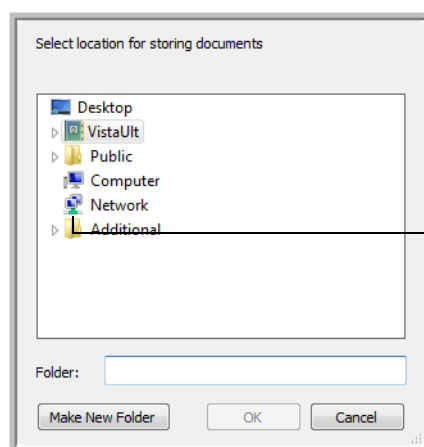 Select location for storing documents
Desktop
VistaUlt
Public
Computer
Network
Additional
Folder:
Make New Folder OK Cancel